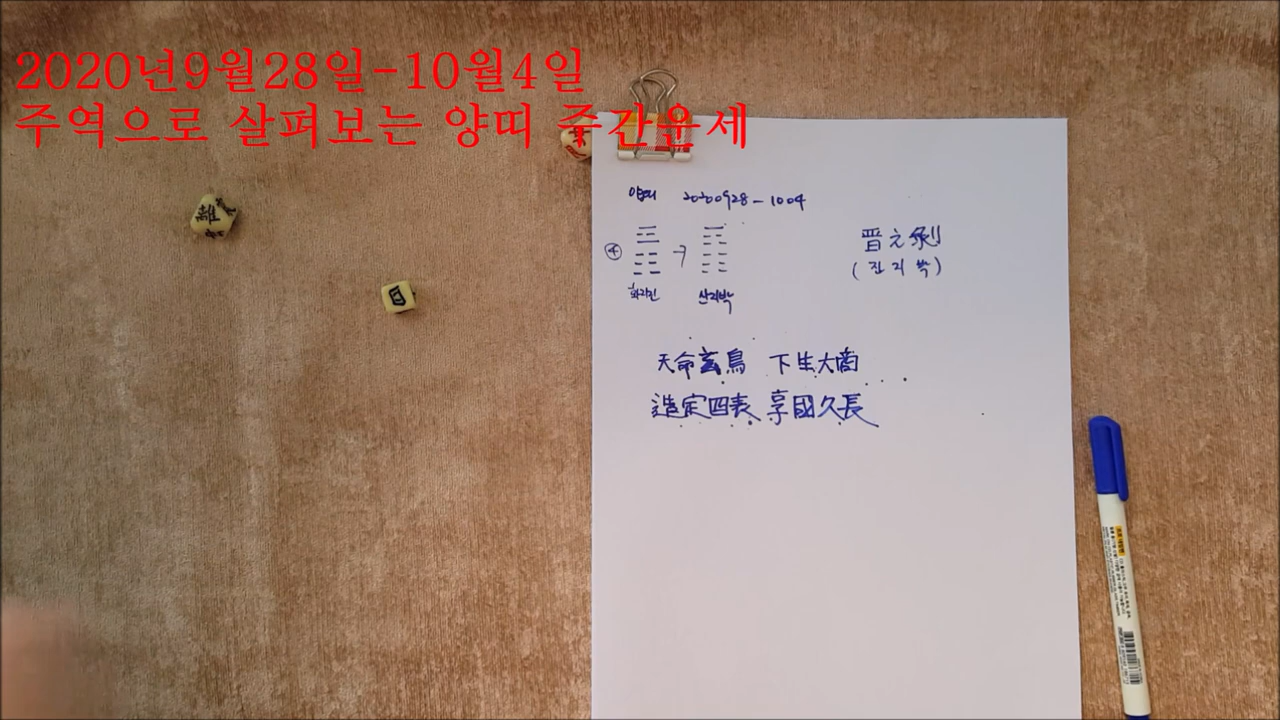 2020년9월28일-10월4일
주역으로 살펴보는 양띠 주간운세
양띠 20200928-1004
④
화지진 산지박
晋之剝
(진지박)
天命玄鳥 下生大商
造定四表 享國久長
離
四